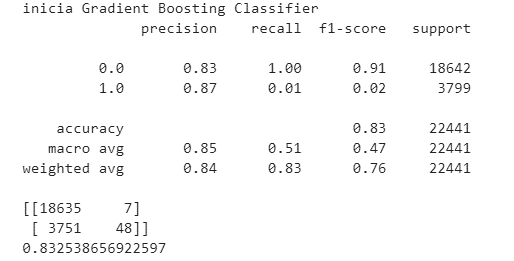 inicia Gradient Boosting Classifier
precision recall f1-score support
0.0 0.83 1.00 0.91 18642
1.0 0.87 0.01 0.02 3799
accuracy 0.83 22441
macro avg 0.85 0.51 0.47 22441
weighted avg 0.84 0.83 0.76 22441
[[18635 7]
[ 3751 48]]
0.832538656922597